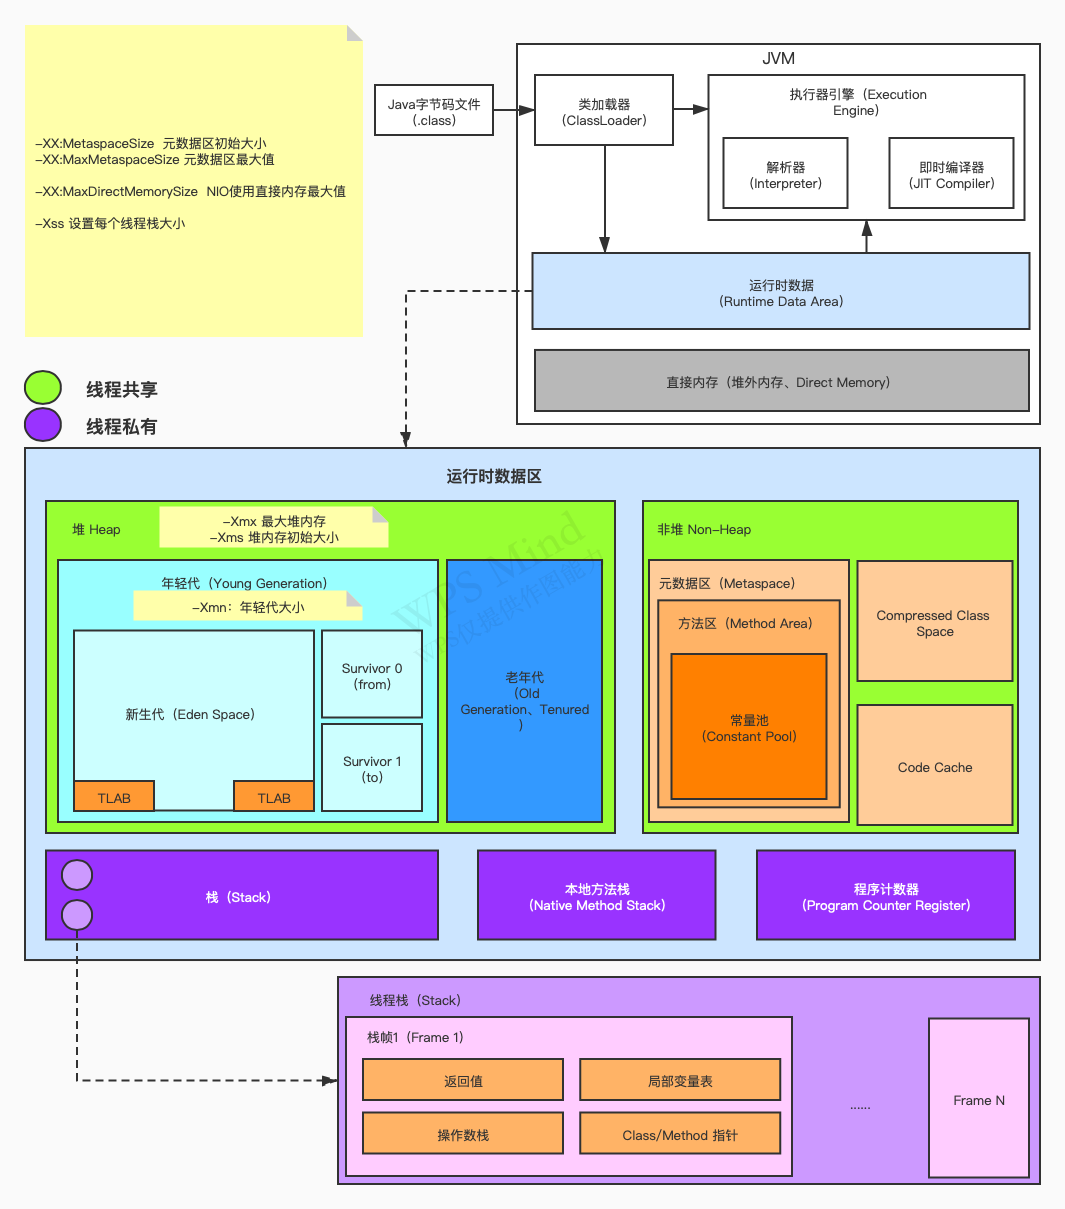 –XX:MetaspaceSize 元数据区初始大小
–XX:MaxMetaspaceSize 元数据区最大值
–XX:MaxDirectMemorySize NIO使用直接内存最大值
–Xss 设置每个线程栈大小
JVM
Java字节码文件
(.class)
类加载器
(ClassLoader)
执行器引擎（Execution
Engine）
解析器
(Interpreter)
即时编译器
(JIT Compiler)
运行时数据
(Runtime Data Area)
直接内存（堆外内存、Direct Memory）
线程共享
线程私有
运行时数据区
堆 Heap
–Xmx 最大堆内存
–Xms 堆内存初始大小
年轻代（Young Generation）
–Xmn：年轻代大小
新生代（Eden Space）
TLAB
TLAB
Survivor 0
(from)
Survivor 1
(to)
老年代
（Old
Generation、Tenured
）
非堆 Non–Heap
元数据区（Metaspace）
方法区（Method Area）
常量池
(Constant Pool)
Compressed Class
Space
Code Cache
WPS Mind
WPS仅提供作图能力
栈（Stack）
本地方法栈
(Native Method Stack)
程序计数器
(Program Counter Register)
线程栈（Stack）
栈帧1（Frame 1）
返回值
局部变量表
操作数栈
Class/Method 指针
......
Frame N